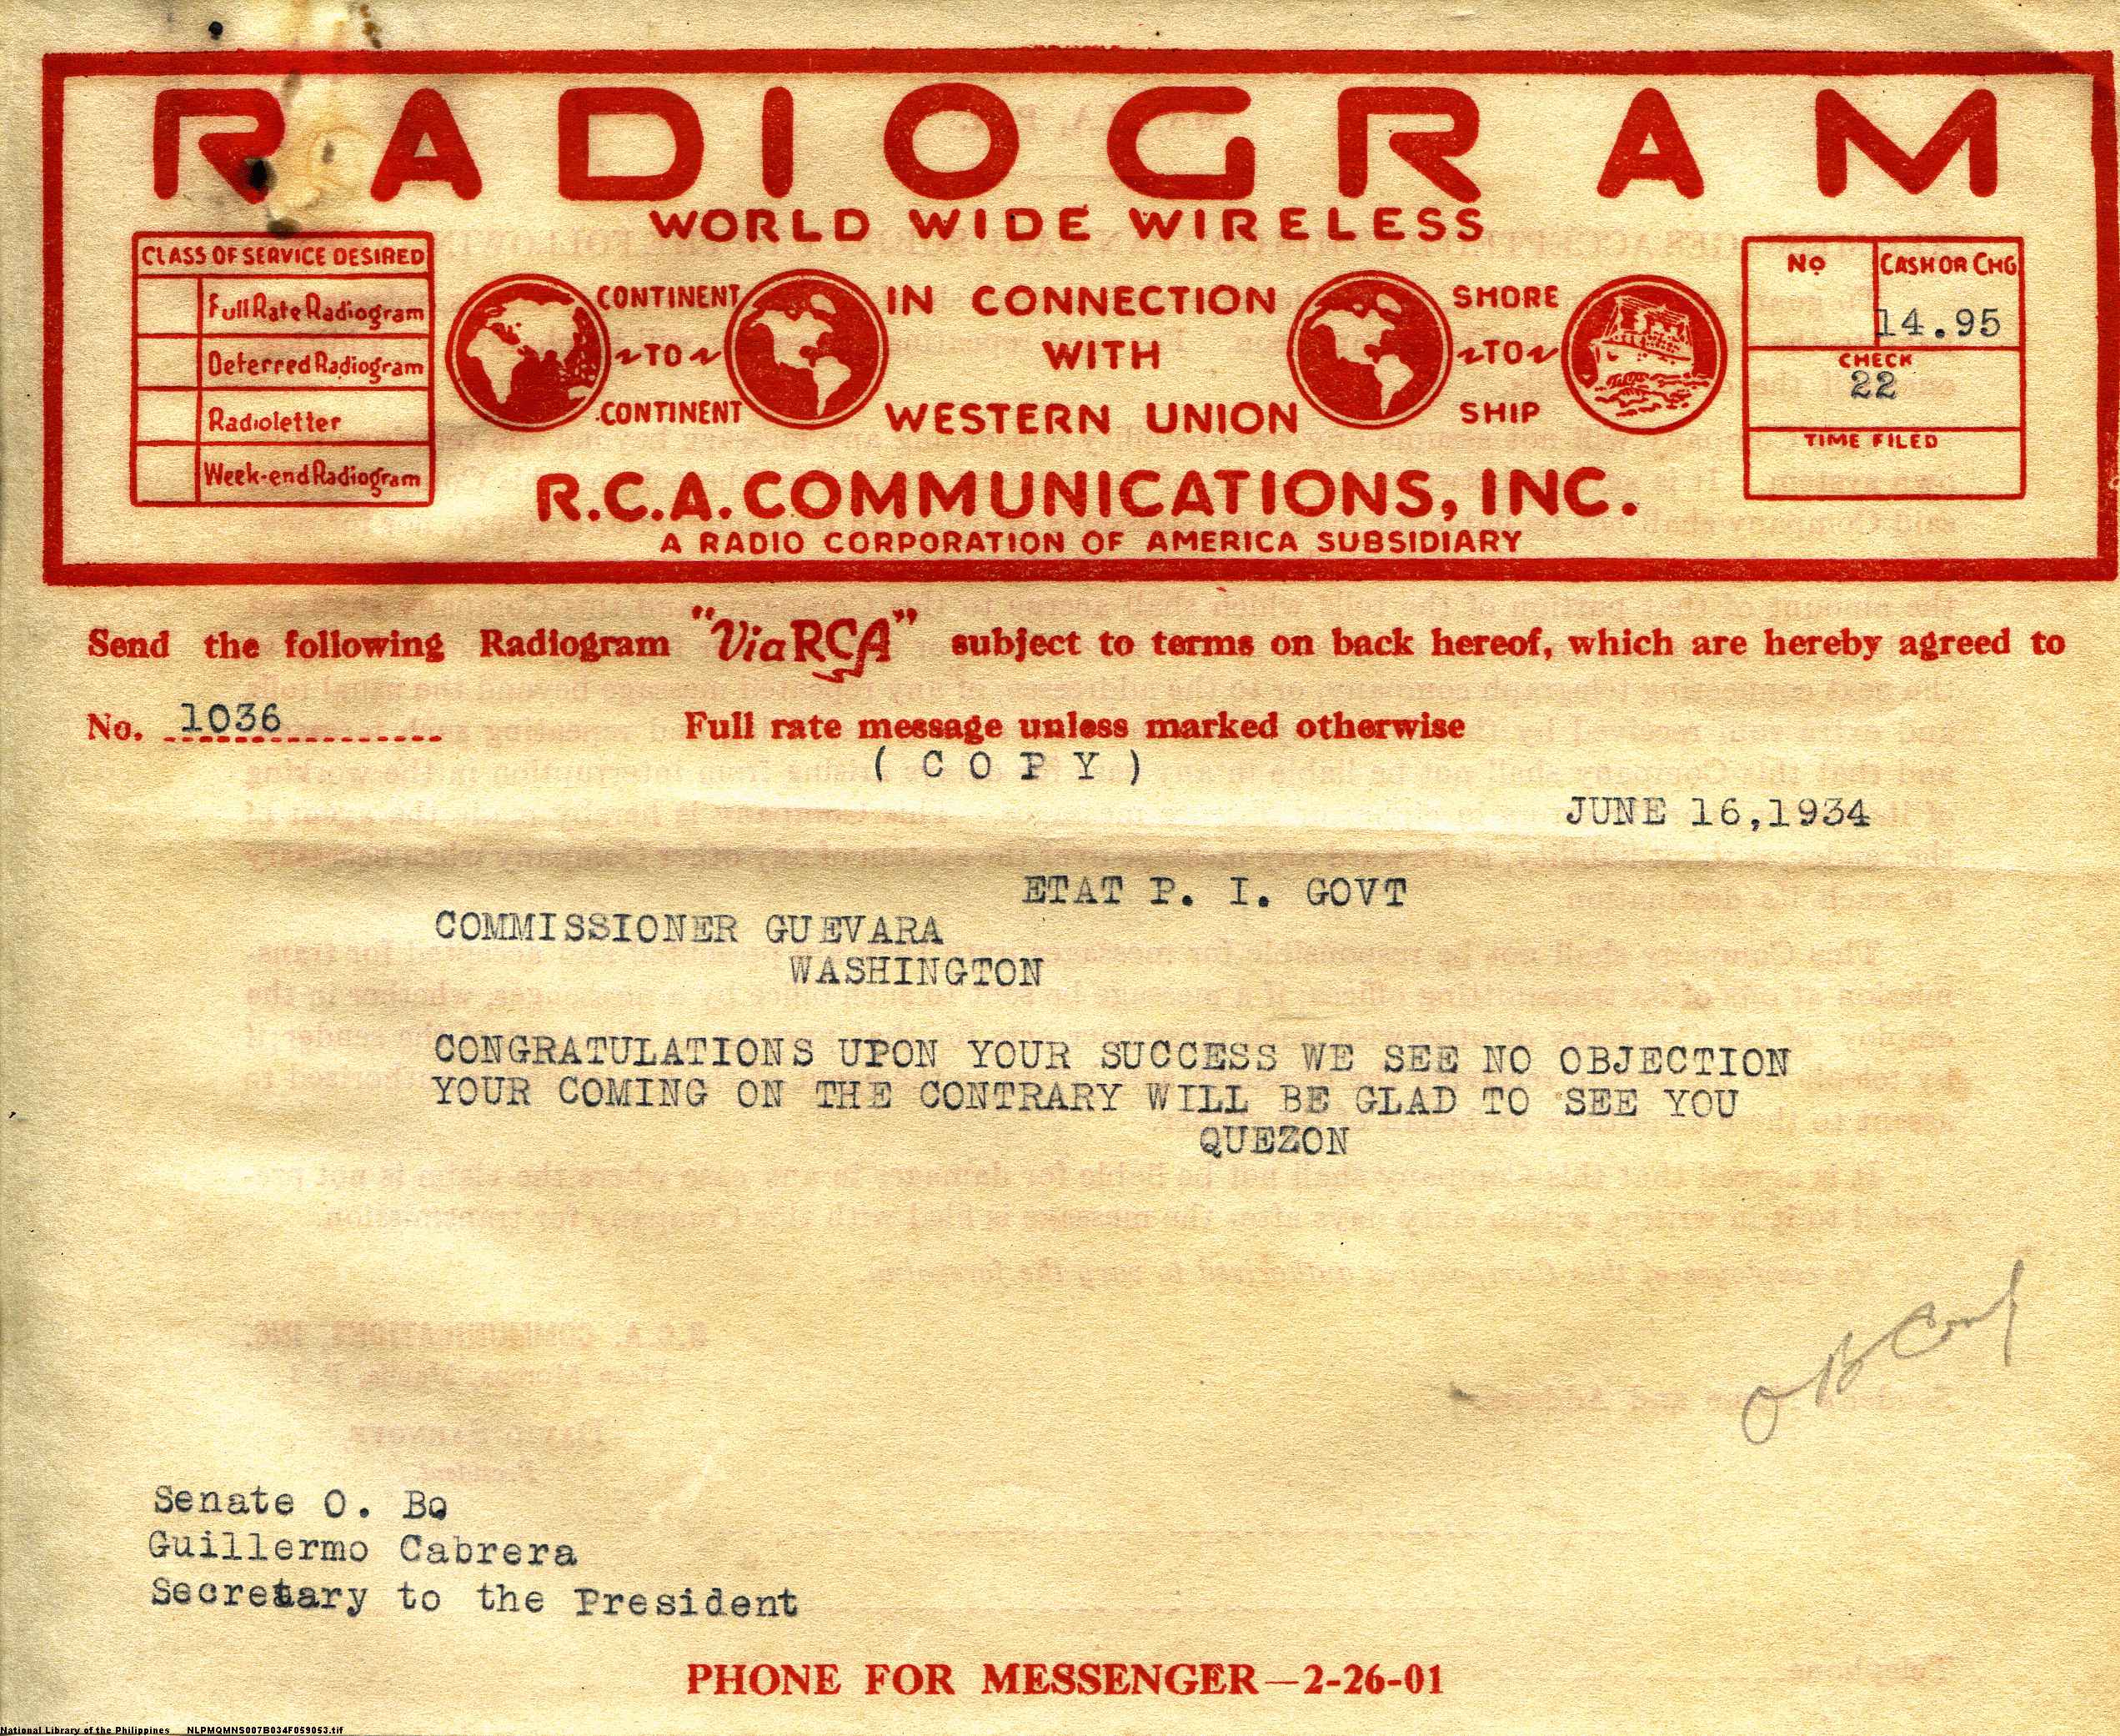 RADIOGRAM
WORLD WIDE WIRELESS
CLASS OF SERVICE DESIRED
Full Rate Radiogram
Deferred Radiogram
Radioletter
Week-end Radiogram
CONTINENT
TO
CONTINENT
IN CONNECTION
WITH
WESTERN UNION
SHORE
TO
SHIP
No
CASH OR CHG
14.95
CHECK
22
TIME FILED
R.C.A. COMMUNICATIONS, INC.
A RADIO CORPORATION OF AMERICA SUBSIDIARY
Send the following Radiogram "Via RCA" subject to terms on back hereof, which are hereby agreed to
No. 1036 Full rate message unless marked otherwise
( C O P Y )
JUNE 16,1934
ETAT P. I. GOVT
COMMISSIONER GUEVARA
WASHINGTON
CONGRATULATIONS UPON YOUR SUCCESS WE SEE NO OBJECTION
YOUR COMING ON THE CONTRARY WILL BE GLAD TO SEE YOU
QUEZON
Senate O. B.
Guillermo Cabrera
Secretary to the President
PHONE FOR MESSENGER—2-26-01
National Library of the Philippines NLPMQMNS007B034F059053.tif